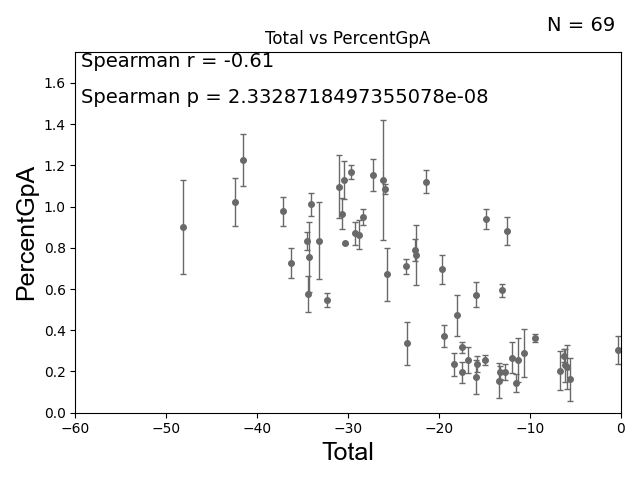 N = 69
Total vs PercentGpA
Spearman r = -0.61
Spearman p = 2.3328718497355078e-08
PercentGpA
1.6
1.4
1.2
1.0
0.8
0.6
0.4
0.2
0.0
−60 −50 −40 −30 −20 −10 0
Total